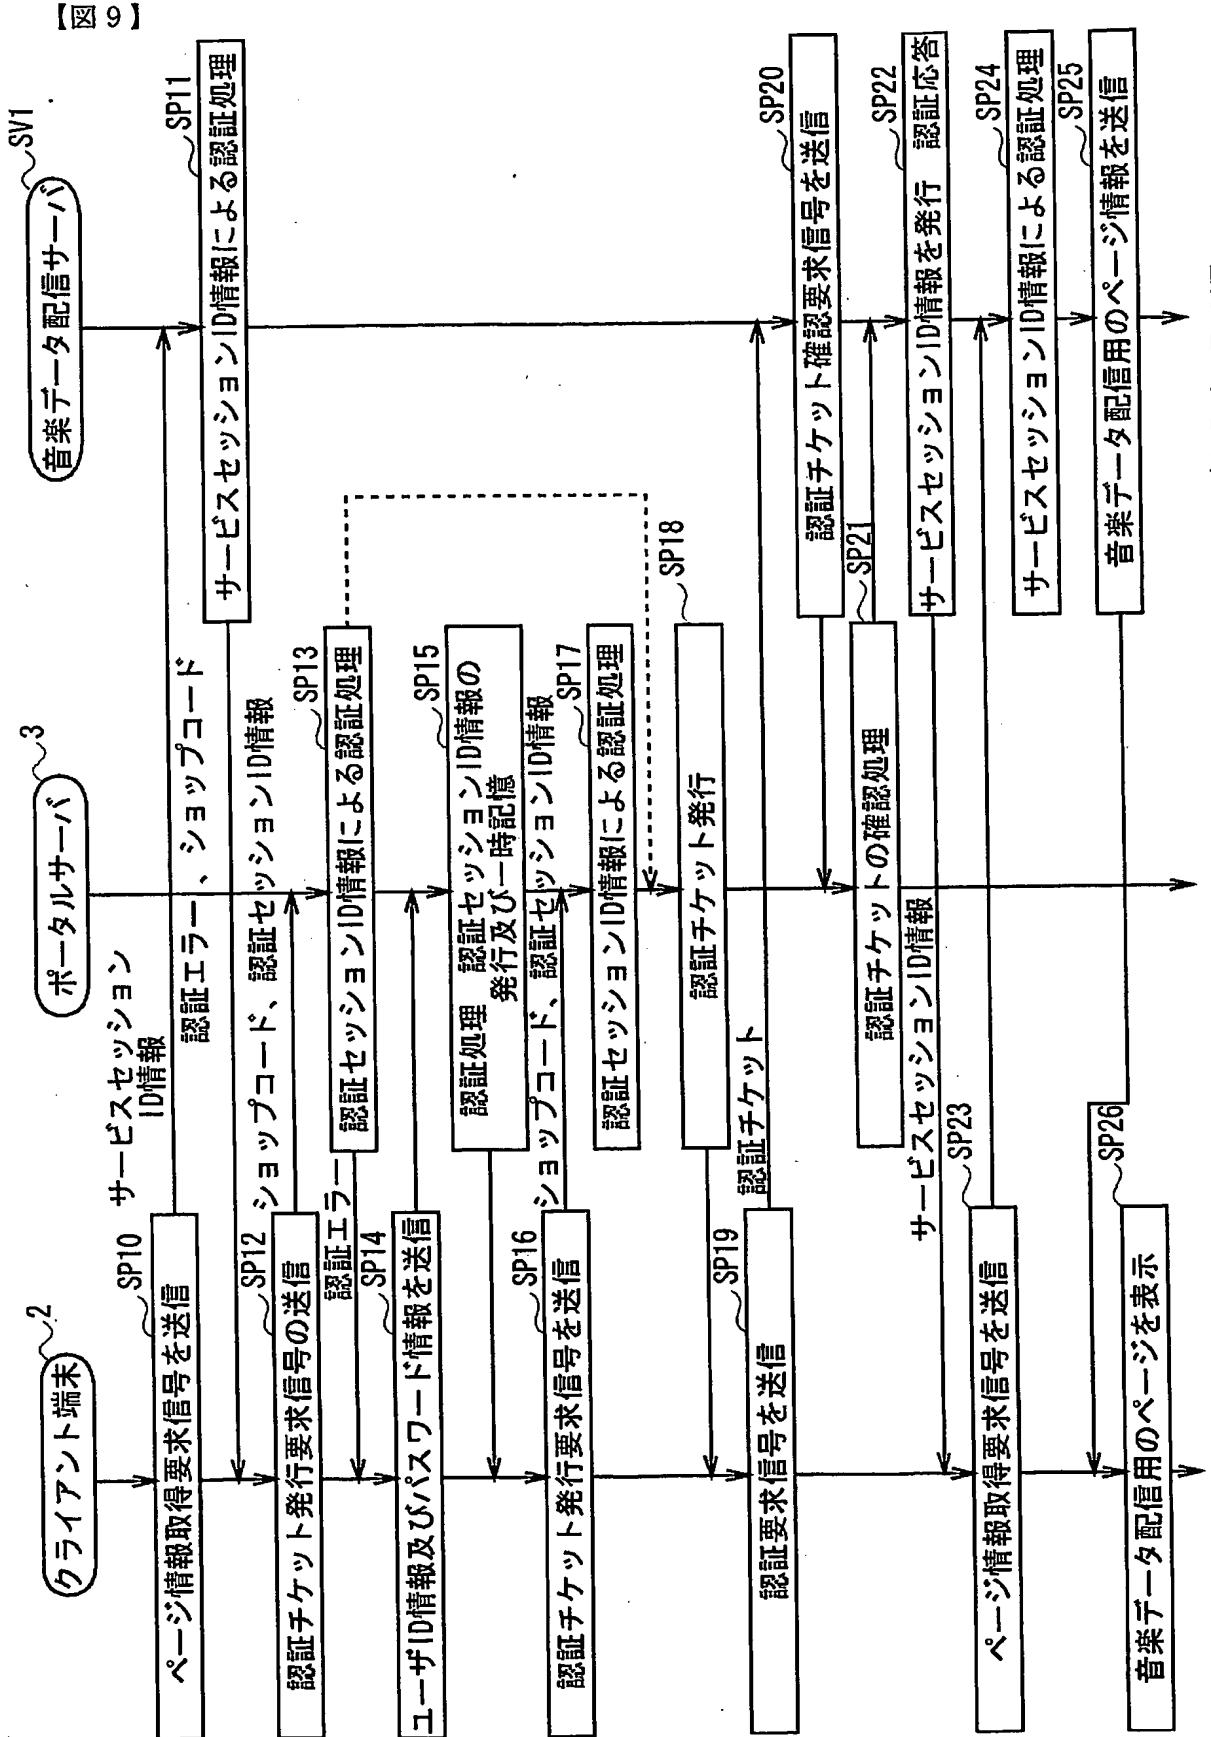 【図9】
クライアント端末
2
ポータルサーバ
3
音楽データ配信サーバ
SV1
SP10
ページ情報取得要求信号を送信
サービスセッション
ID情報
SP11
サービスセッションID情報による認証処理
認証エラー、ショップコード
SP12
認証チケット発行要求信号の送信
ショップコード、認証セッションID情報
SP13
認証セッションID情報による認証処理
認証エラー
SP14
ユーザID情報及びパスワード情報を送信
SP15
認証処理 認証セッションID情報の
発行及び一時記憶
SP16
認証チケット発行要求信号を送信
ショップコード、認証セッションID情報
SP17
認証セッションID情報による認証処理
SP18
認証チケット発行
SP19
認証要求信号を送信
認証チケット
SP20
認証チケット確認要求信号を送信
SP21
認証チケットの確認処理
SP22
サービスセッションID情報を発行 認証応答
サービスセッションID情報
SP23
ページ情報取得要求信号を送信
SP24
サービスセッションID情報による認証処理
SP25
音楽データ配信用のページ情報を送信
SP26
音楽データ配信用のページを表示